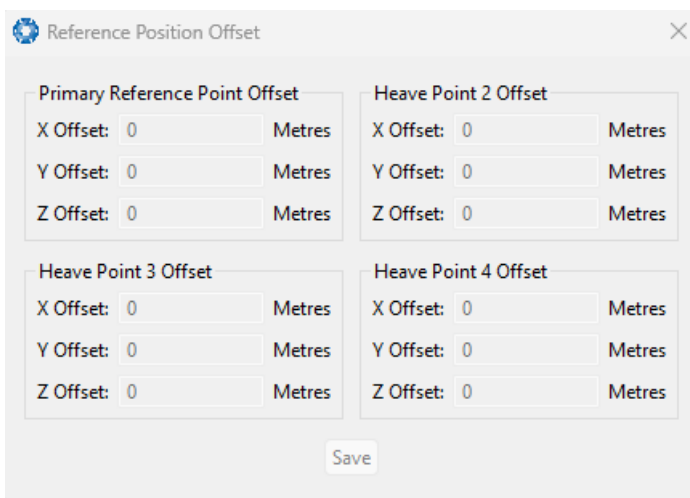 Reference Position Offset
Primary Reference Point Offset
X Offset: 0 Metres
Y Offset: 0 Metres
Z Offset: 0 Metres
Heave Point 2 Offset
X Offset: 0 Metres
Y Offset: 0 Metres
Z Offset: 0 Metres
Heave Point 3 Offset
X Offset: 0 Metres
Y Offset: 0 Metres
Z Offset: 0 Metres
Heave Point 4 Offset
X Offset: 0 Metres
Y Offset: 0 Metres
Z Offset: 0 Metres
Save